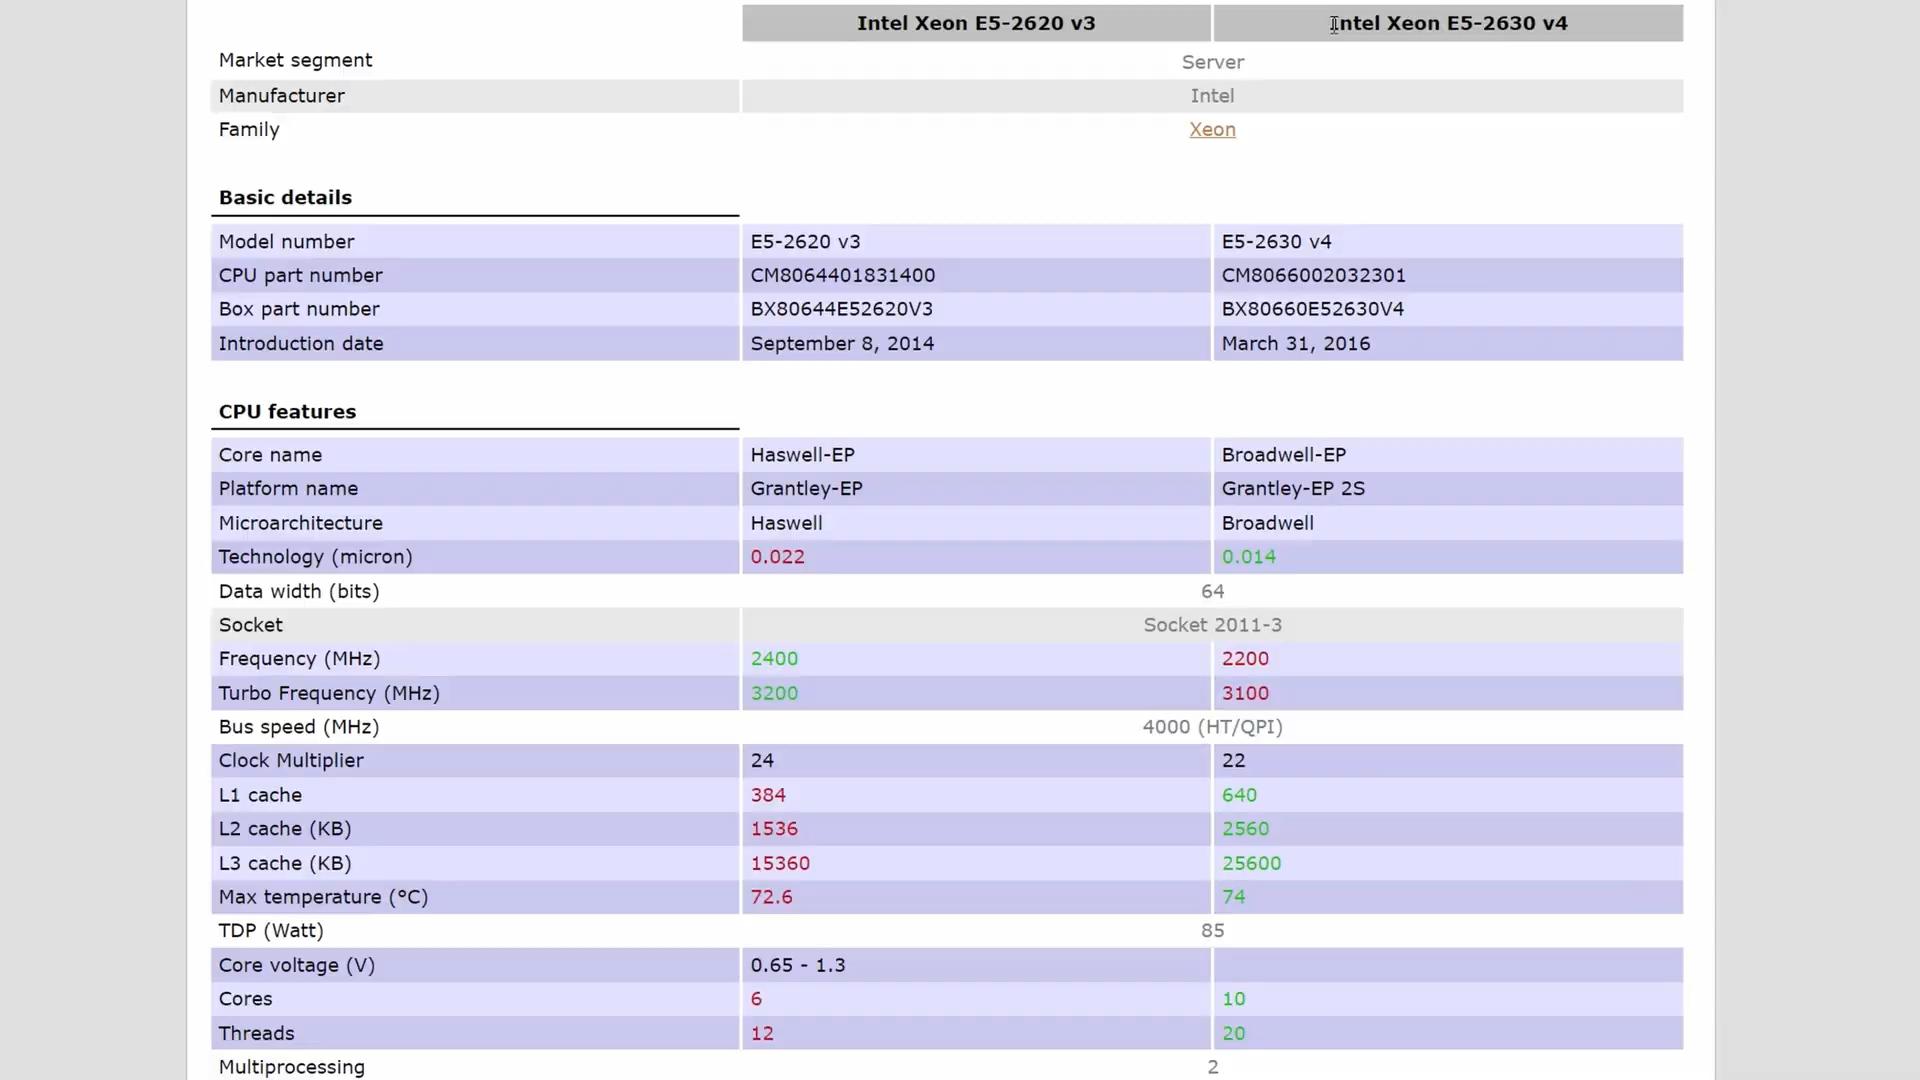 Intel Xeon E5-2620 v3 Intel Xeon E5-2630 v4
Market segment Server
Manufacturer Intel
Family Xeon
Basic details
Model number E5-2620 v3 E5-2630 v4
CPU part number CM8064401831400 CM8066002032301
Box part number BX80644E52620V3 BX80660E52630V4
Introduction date September 8, 2014 March 31, 2016
CPU features
Core name Haswell-EP Broadwell-EP
Platform name Grantley-EP Grantley-EP 2S
Microarchitecture Haswell Broadwell
Technology (micron) 0.022 0.014
Data width (bits) 64
Socket Socket 2011-3
Frequency (MHz) 2400 2200
Turbo Frequency (MHz) 3200 3100
Bus speed (MHz) 4000 (HT/QPI)
Clock Multiplier 24 22
L1 cache 384 640
L2 cache (KB) 1536 2560
L3 cache (KB) 15360 25600
Max temperature (°C) 72.6 74
TDP (Watt) 85
Core voltage (V) 0.65 - 1.3
Cores 6 10
Threads 12 20
Multiprocessing 2